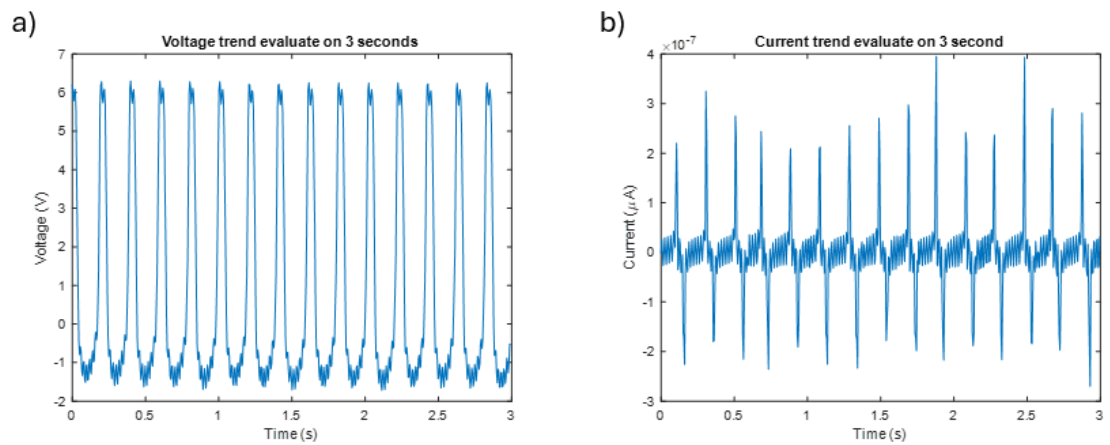 a)
Voltage trend evaluate on 3 seconds
7
6
5
4
3
2
1
0
-1
-2
Voltage (V)
0 0.5 1 1.5 2 2.5 3
Time (s)
b)
×10⁻⁷
Current trend evaluate on 3 second
4
3
2
1
0
-1
-2
-3
Current (μA)
0 0.5 1 1.5 2 2.5 3
Time (s)